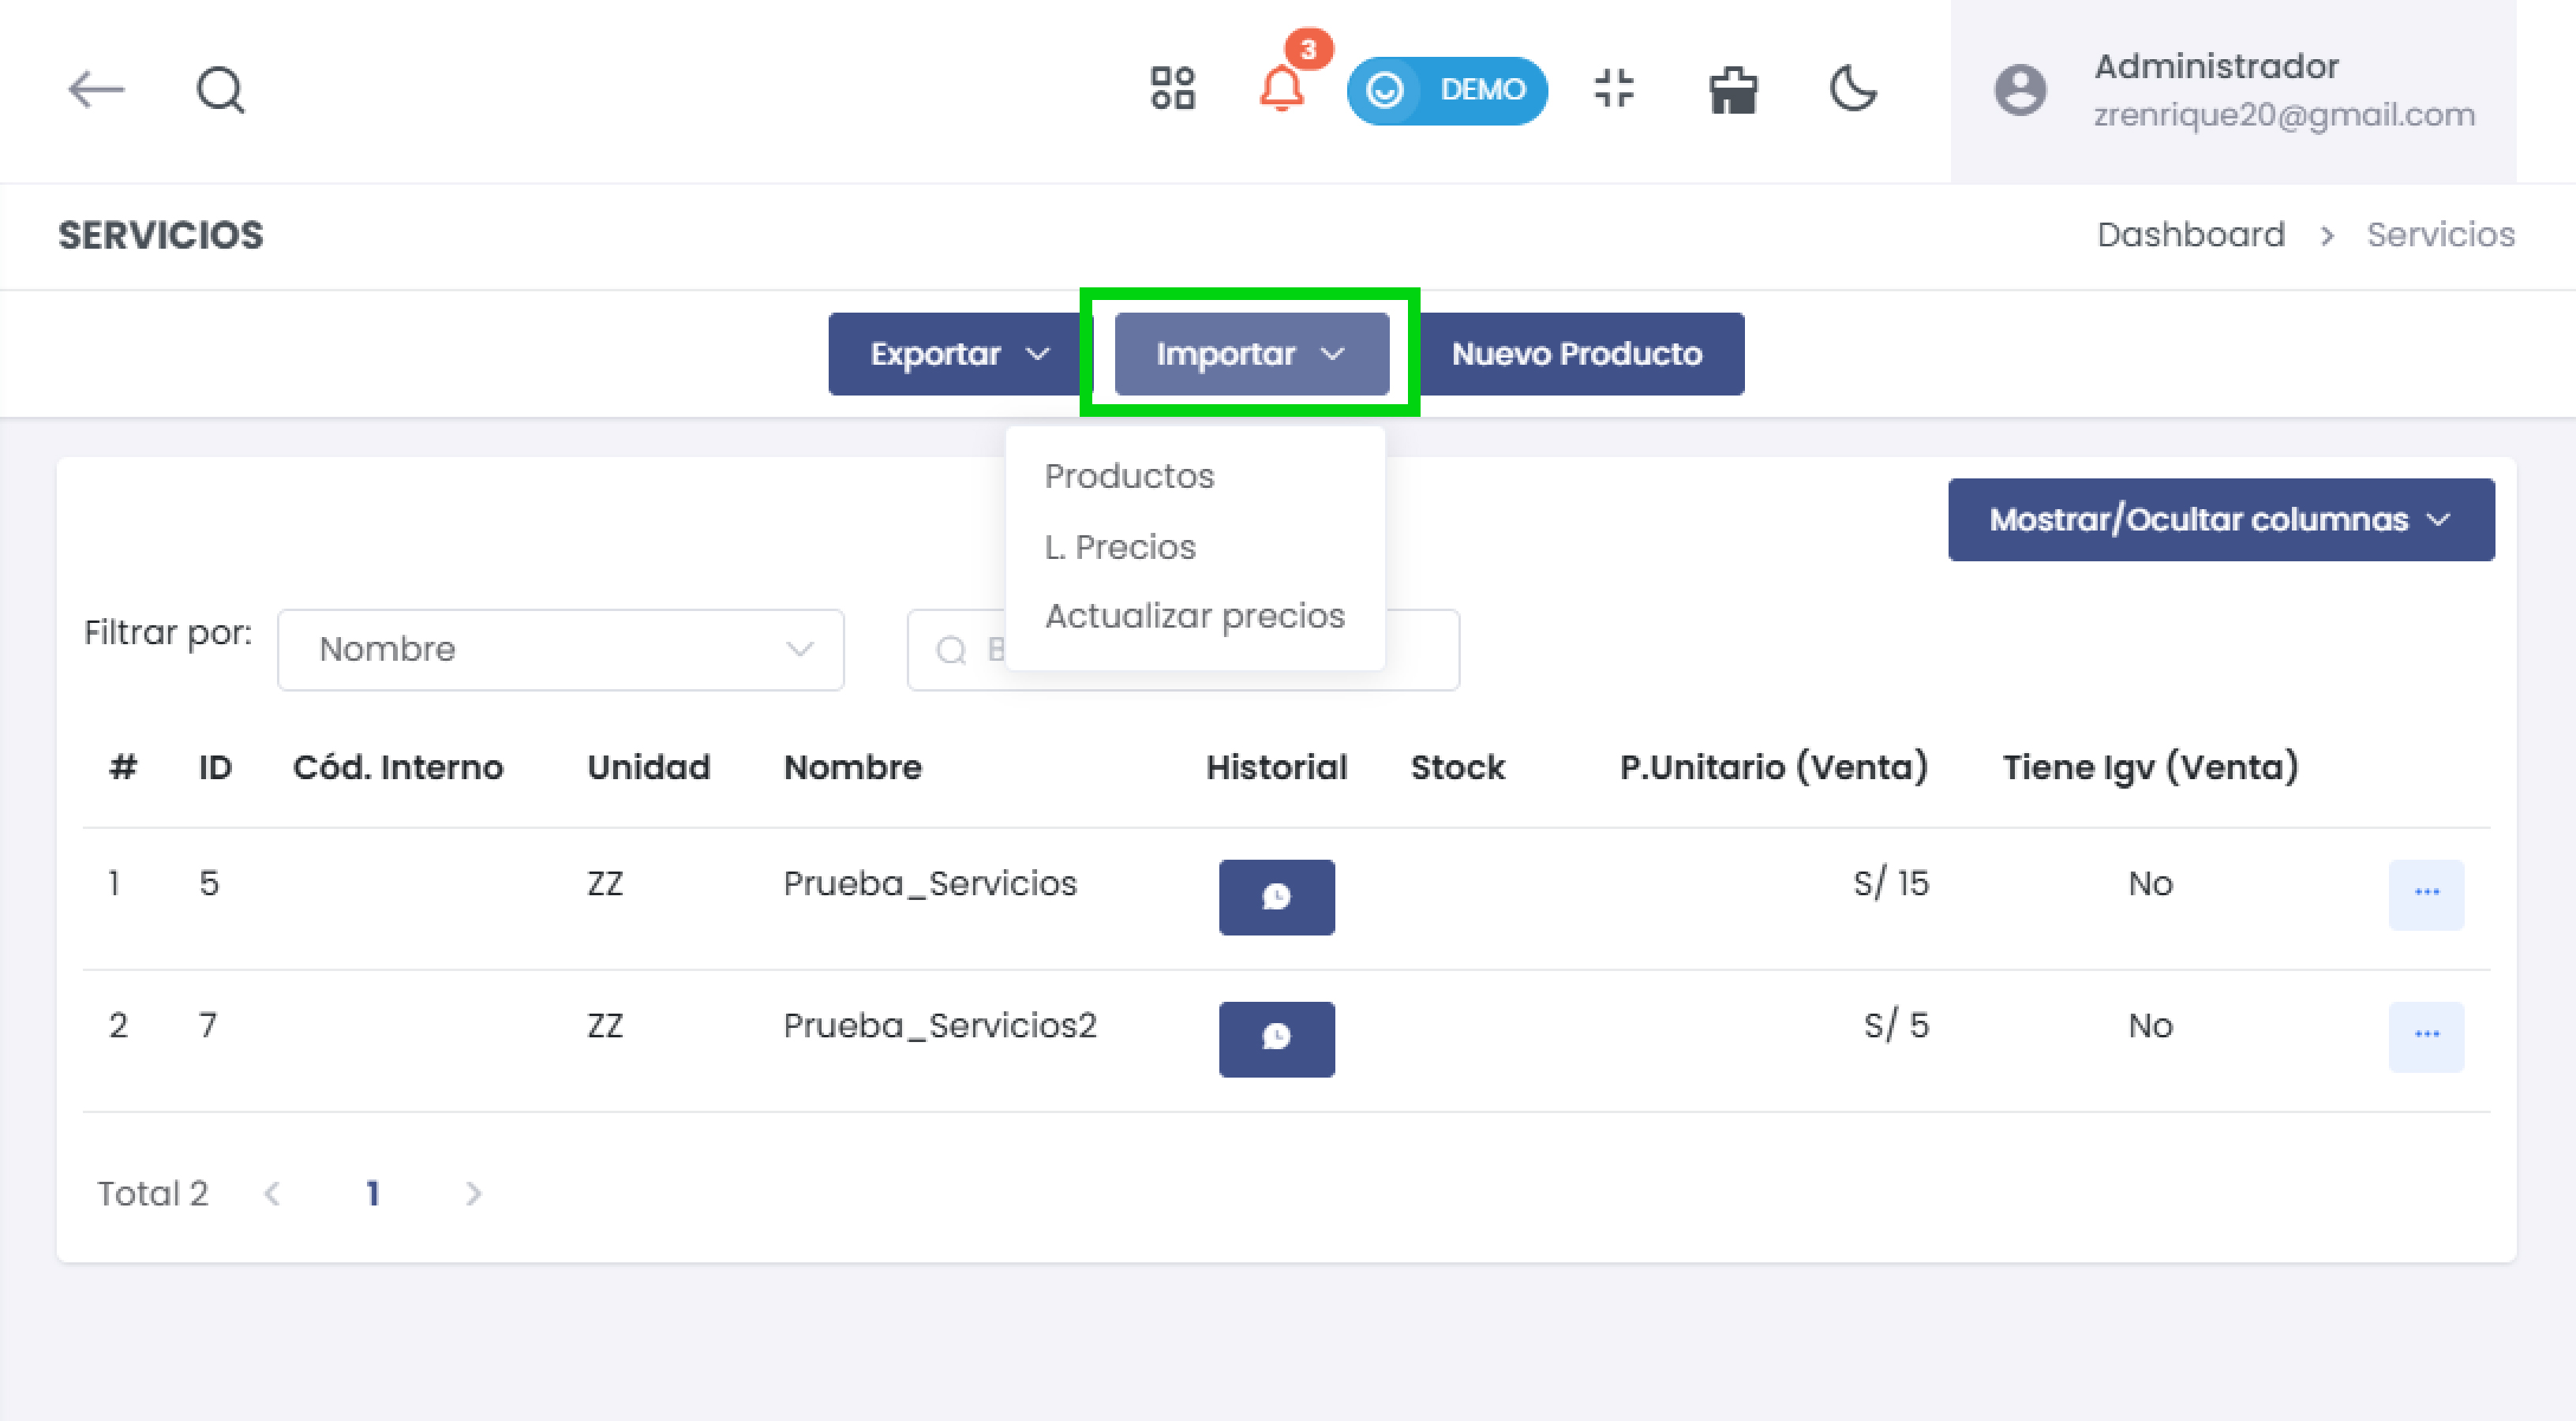 3
DEMO
Administrador
zrenrique20@gmail.com
SERVICIOS
Dashboard > Servicios
Exportar
Importar
Nuevo Producto
Productos
L. Precios
Actualizar precios
Mostrar/Ocultar columnas
Filtrar por:
Nombre
# ID Cód. Interno Unidad Nombre Historial Stock P.Unitario (Venta) Tiene Igv (Venta)
1 5 ZZ Prueba_Servicios S/ 15 No ...
2 7 ZZ Prueba_Servicios2 S/ 5 No ...
Total 2 < 1 >